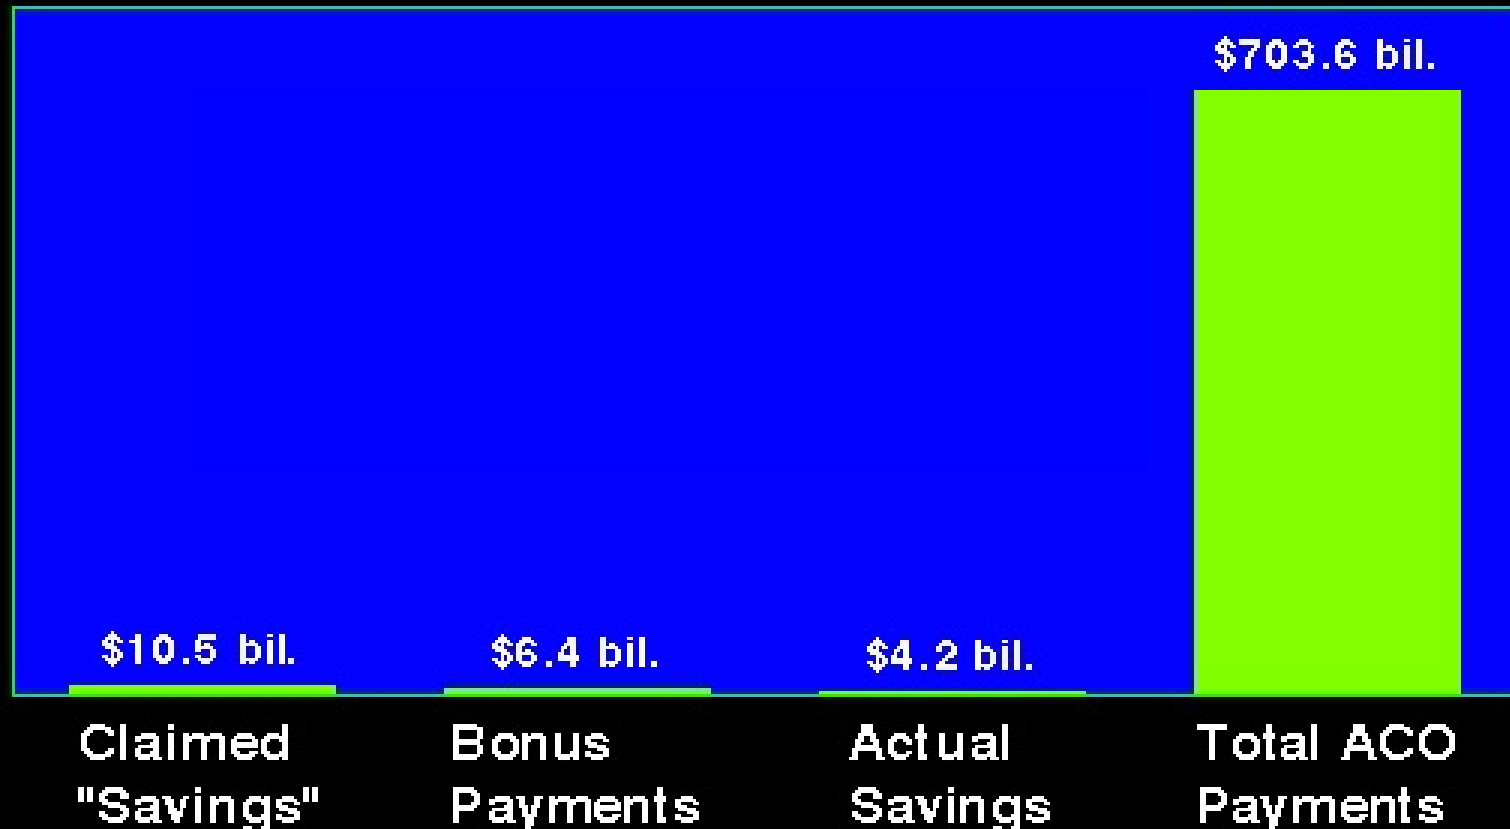 $703.6 bil.
$10.5 bil.
$6.4 bil.
$4.2 bil.
Claimed
"Savings"
Bonus
Payments
Actual
Savings
Total ACO
Payments